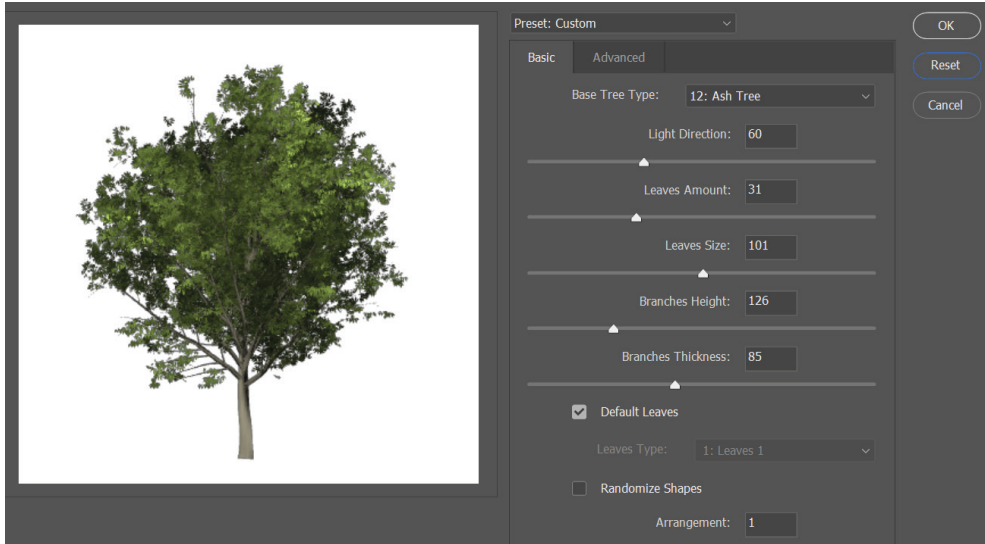 Preset: Custom
OK
Basic Advanced
Reset
Base Tree Type: 12: Ash Tree
Cancel
Light Direction: 60
Leaves Amount: 31
Leaves Size: 101
Branches Height: 126
Branches Thickness: 85
Default Leaves
Leaves Type: 1: Leaves 1
Randomize Shapes
Arrangement: 1